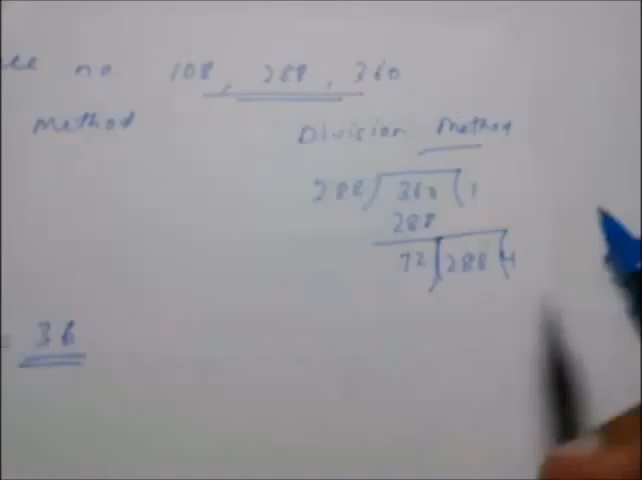 no 108, 288, 360
Method
Division Method
288 ) 360 ( 1
288
72 ) 288 ( 4
= 36